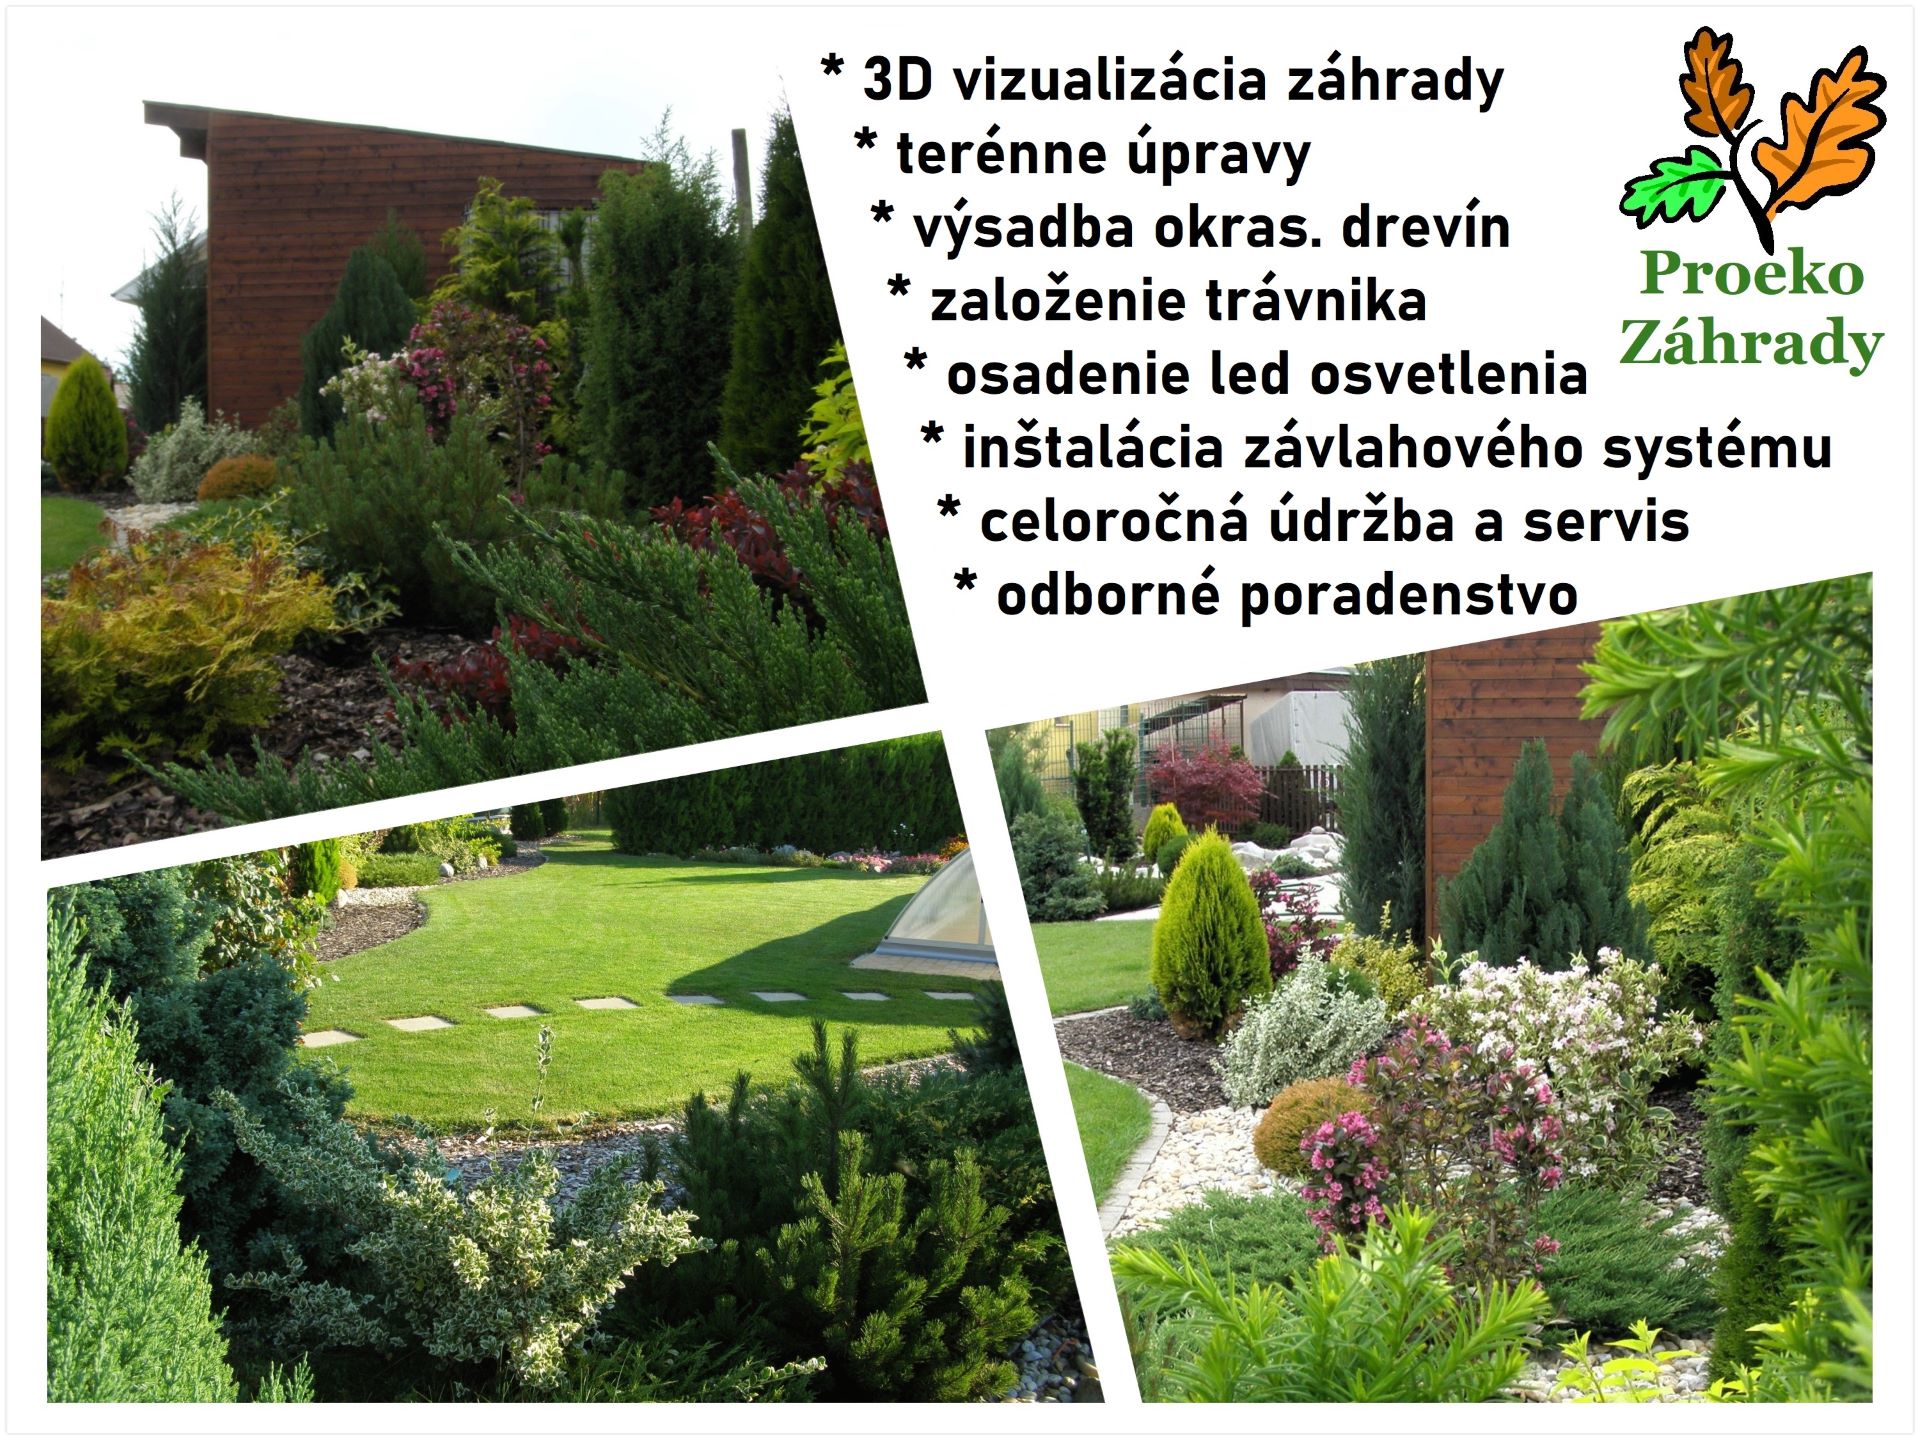 * 3D vizualizácia záhrady
* terénne úpravy
* výsadba okras. drevín
* založenie trávnika
* osadenie led osvetlenia
* inštalácia závlahového systému
* celoročná údržba a servis
* odborné poradenstvo
Proeko
Záhrady